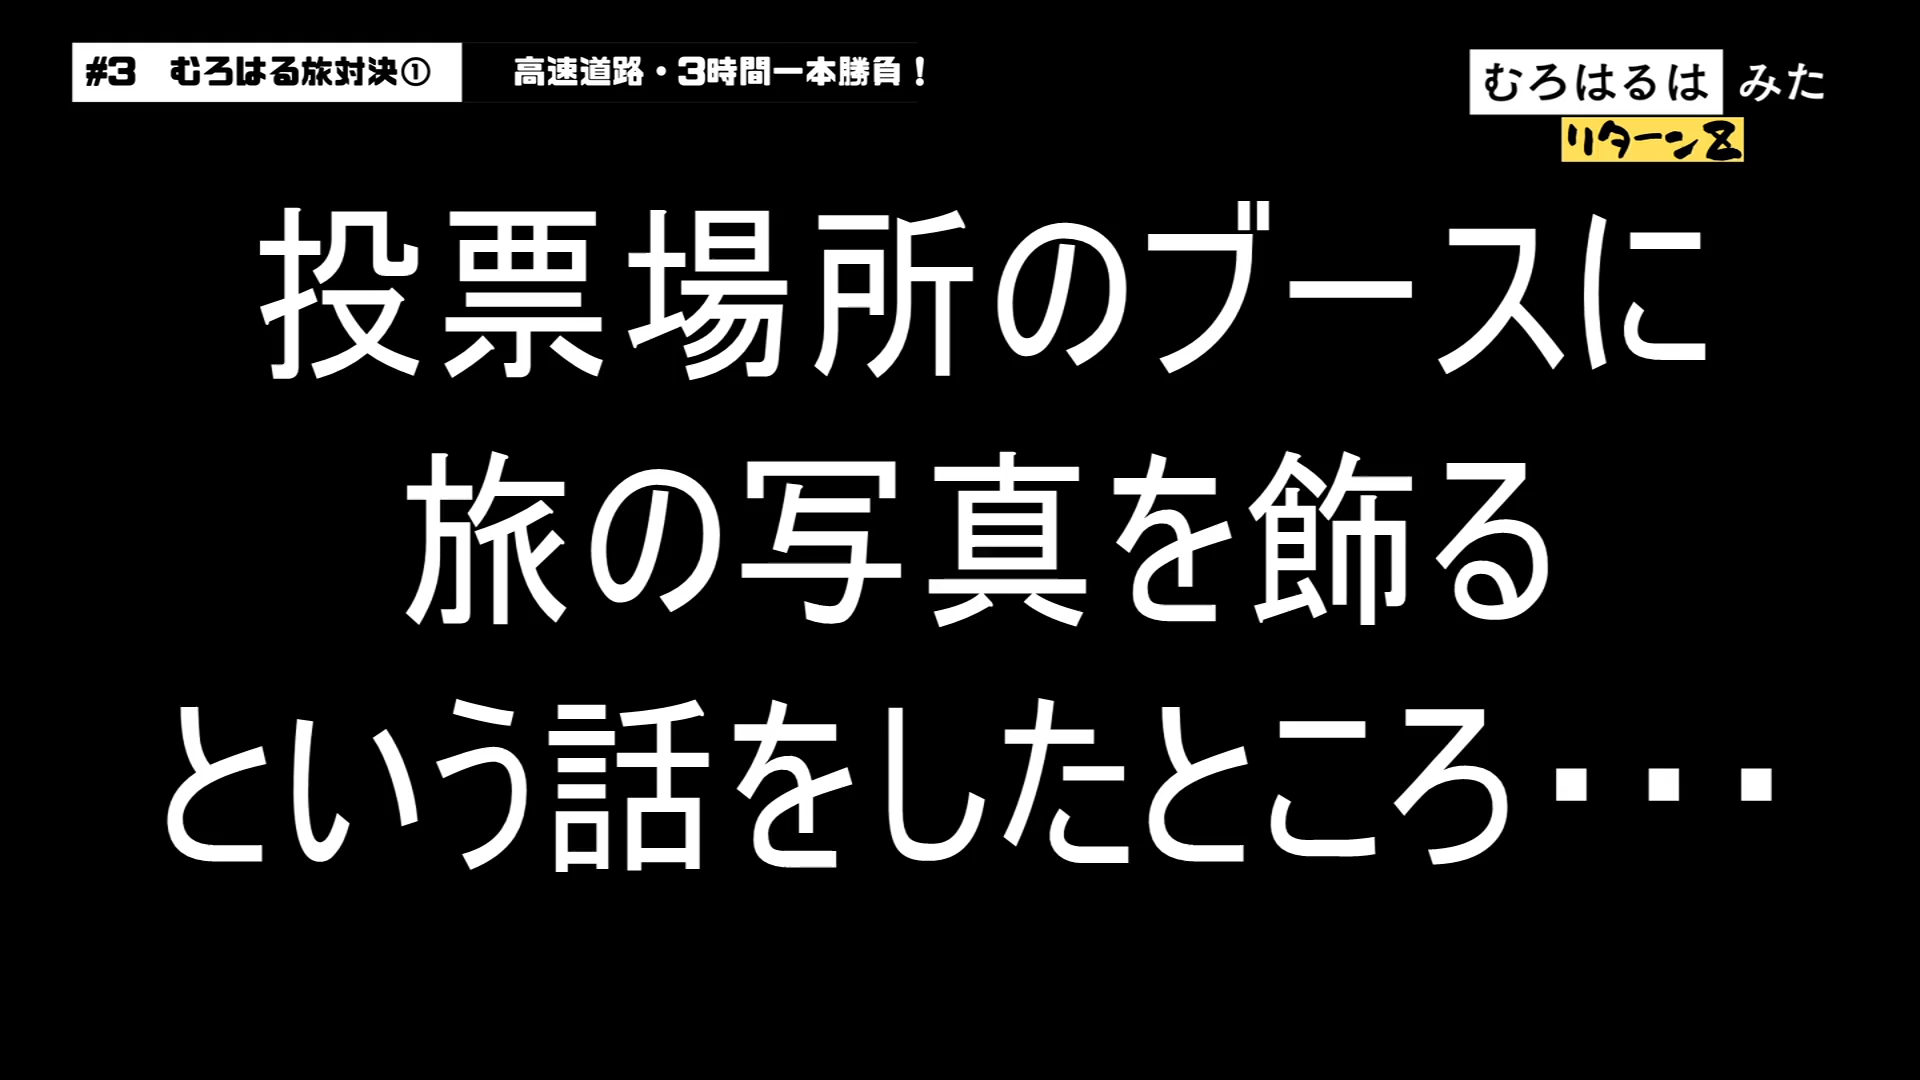 #3　むろはる旅対決①　高速道路・3時間一本勝負！
むろはるは みた
リターンZ
投票場所のブースに
旅の写真を飾る
という話をしたところ・・・